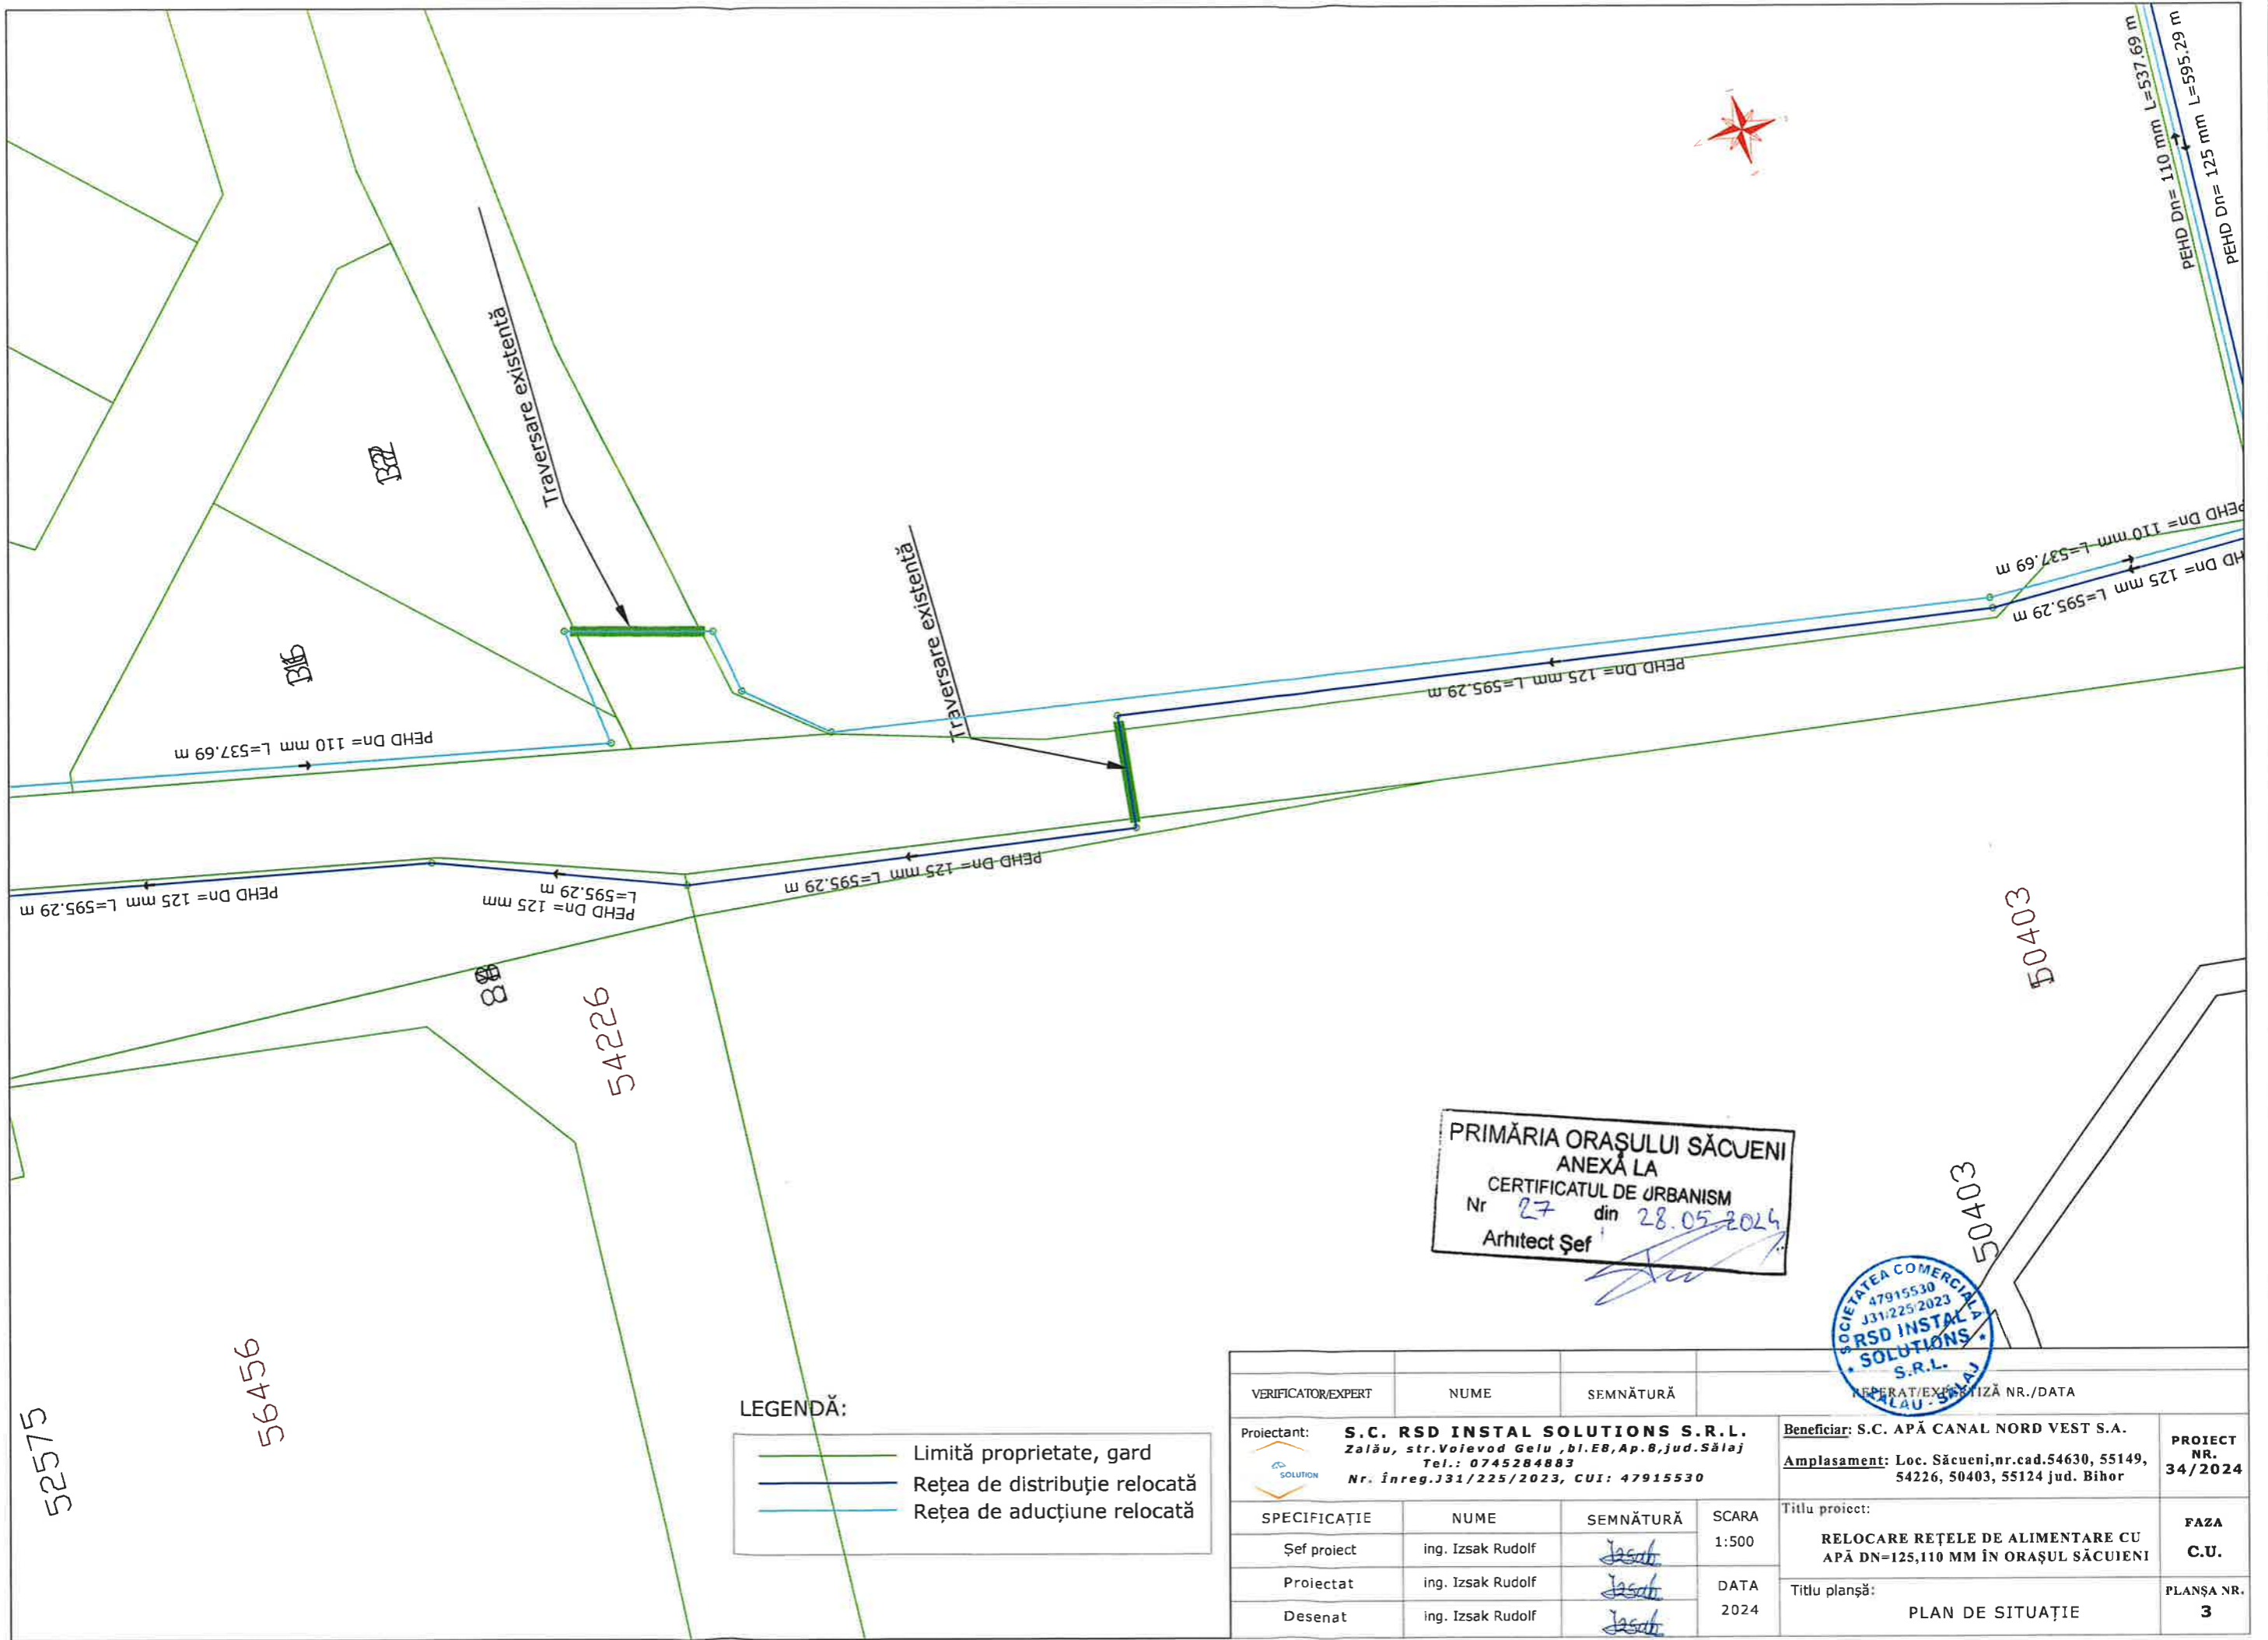 PEHD Dn= 110 mm L=537.69 m
PEHD Dn= 125 mm L=595.29 m
Traversare existentă
Traversare existentă
PEHD Dn= 110 mm L=537.69 m
HD Dn= 125 mm L=595.29 m
PEHD Dn= 125 mm L=595.29 m
PEHD Dn= 110 mm L=537.69 m
PEHD Dn= 125 mm L=595.29 m
PEHD Dn= 125 mm
L=595.29 m
PEHD Dn= 125 mm L=595.29 m
50403
54226
50403
56456
52575
PRIMĂRIA ORAȘULUI SĂCUENI
ANEXĂ LA
CERTIFICATUL DE URBANISM
Nr 27 din 28.05.2024
Arhitect Șef
SOCIETATEA COMERCIALĂ
47915530
J31/225/2023
RSD INSTAL
SOLUTIONS
S.R.L.
ZALĂU - SĂLAJ
LEGENDĂ:
Limită proprietate, gard
Rețea de distribuție relocată
Rețea de aducțiune relocată
VERIFICATOR/EXPERT NUME SEMNĂTURĂ REFERAT/EXPERTIZĂ NR./DATA
Proiectant: S.C. RSD INSTAL SOLUTIONS S.R.L.
Zalău, str.Voievod Gelu ,bl.E8,Ap.8,jud.Sălaj
Tel.: 0745284883
Nr. înreg.J31/225/2023, CUI: 47915530
SOLUTION
Beneficiar: S.C. APĂ CANAL NORD VEST S.A.
Amplasament: Loc. Săcueni,nr.cad.54630, 55149,
54226, 50403, 55124 jud. Bihor
PROIECT
NR.
34/2024
SPECIFICAȚIE NUME SEMNĂTURĂ SCARA
1:500
Șef proiect ing. Izsak Rudolf
Proiectat ing. Izsak Rudolf
Desenat ing. Izsak Rudolf
DATA
2024
Titlu proiect:
RELOCARE REȚELE DE ALIMENTARE CU
APĂ DN=125,110 MM ÎN ORAȘUL SĂCUIENI
FAZA
C.U.
Titlu planșă:
PLAN DE SITUAȚIE
PLANȘA NR.
3